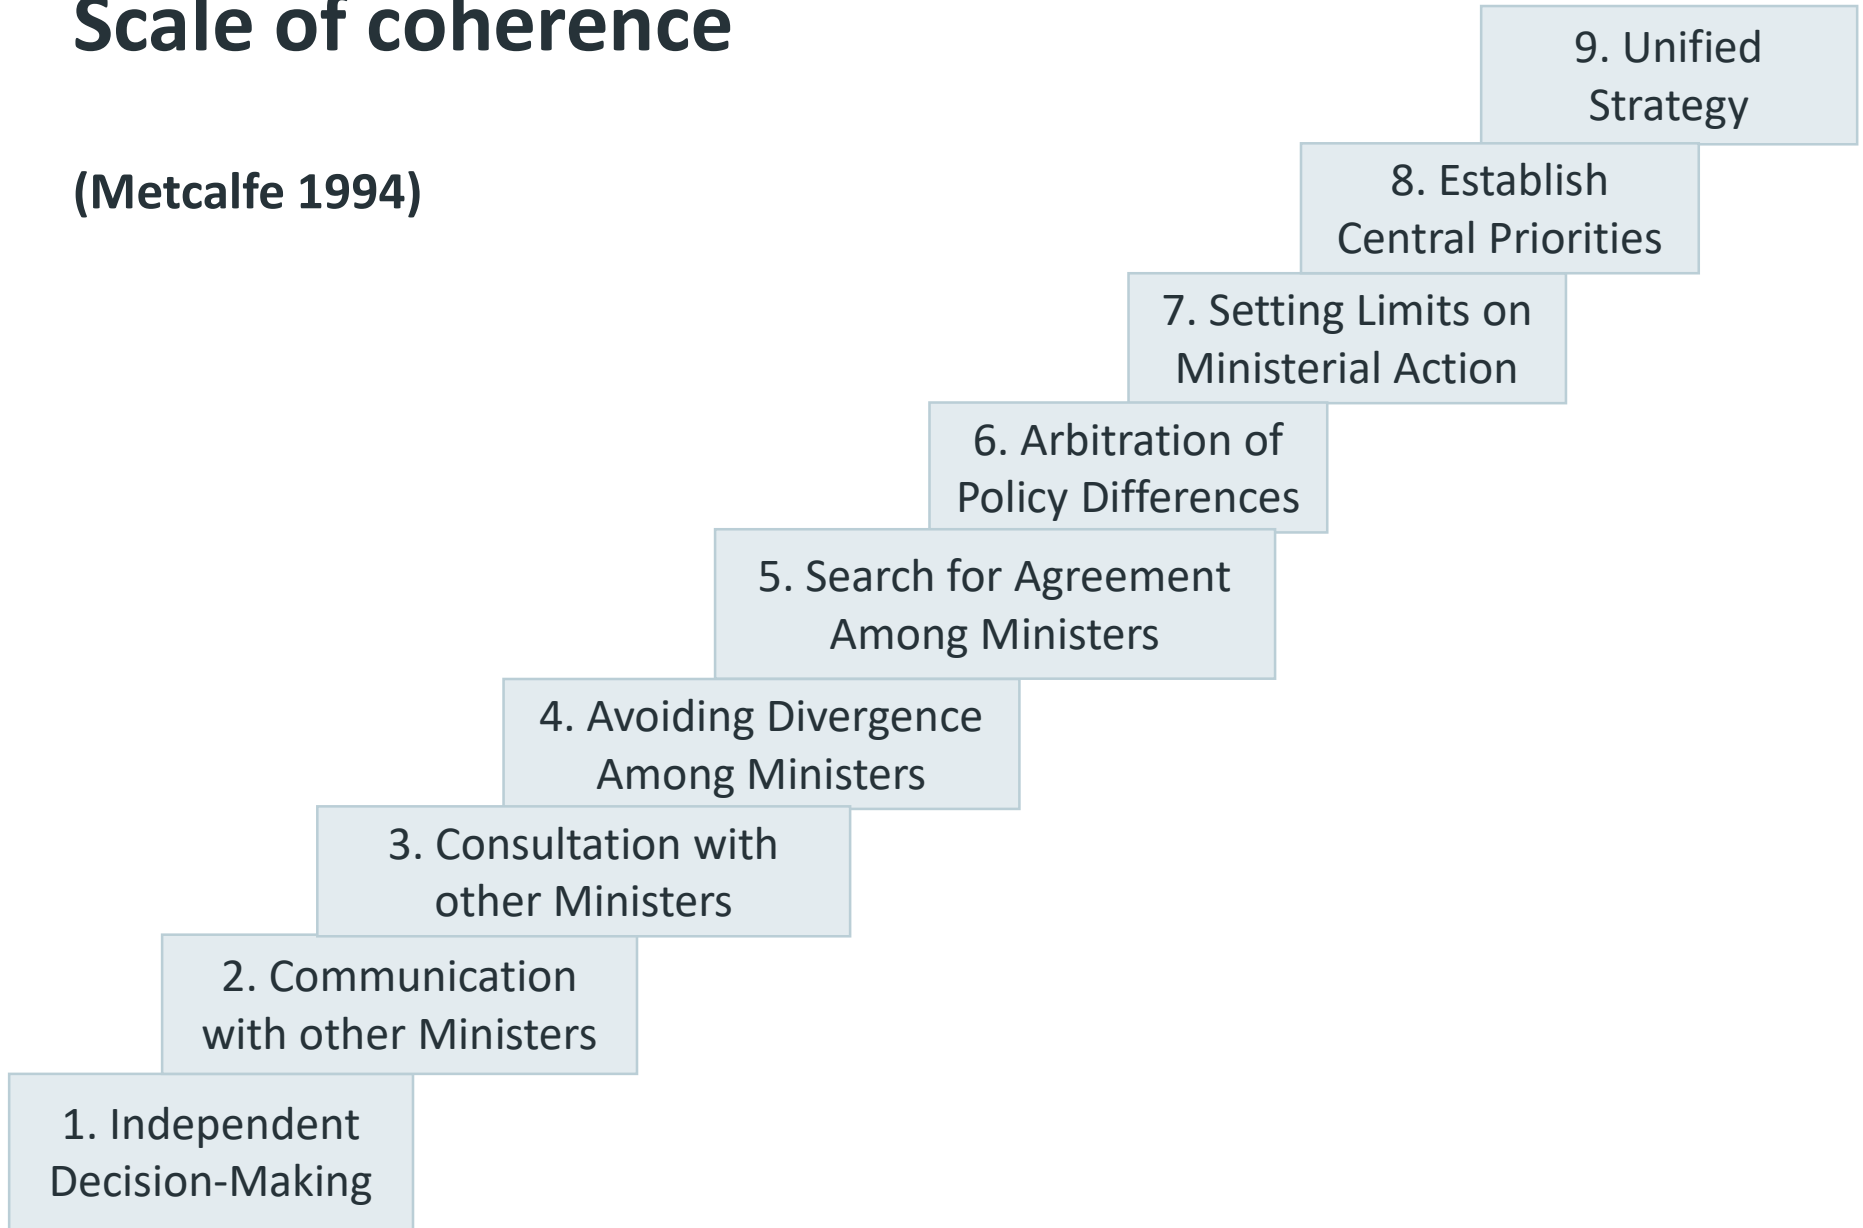 Scale of coherence
(Metcalfe 1994)
9. Unified
Strategy
8. Establish
Central Priorities
7. Setting Limits on
Ministerial Action
6. Arbitration of
Policy Differences
5. Search for Agreement
Among Ministers
4. Avoiding Divergence
Among Ministers
3. Consultation with
other Ministers
2. Communication
with other Ministers
1. Independent
Decision-Making